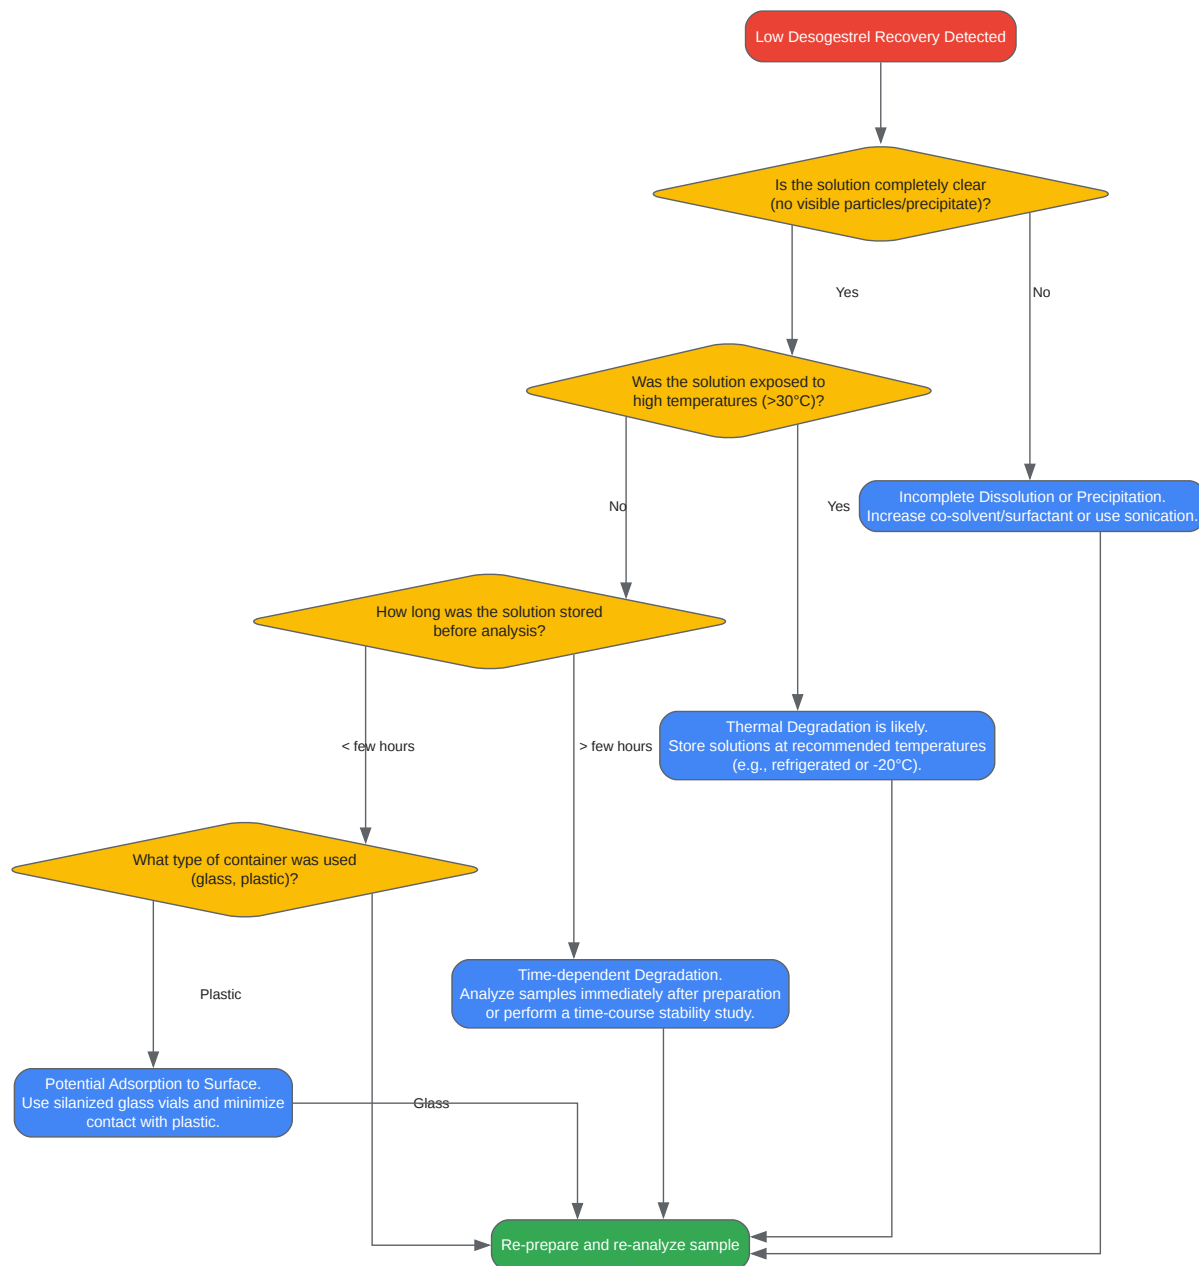 Low Desogestrel Recovery Detected
Is the solution completely clear
(no visible particles/precipitate)?
Yes
No
Was the solution exposed to
high temperatures (>30°C)?
Incomplete Dissolution or Precipitation.
Increase co-solvent/surfactant or use sonication.
No
Yes
How long was the solution stored
before analysis?
Thermal Degradation is likely.
Store solutions at recommended temperatures
(e.g., refrigerated or -20°C).
< few hours
> few hours
What type of container was used
(glass, plastic)?
Time-dependent Degradation.
Analyze samples immediately after preparation
or perform a time-course stability study.
Plastic
Potential Adsorption to Surface.
Use silanized glass vials and minimize
contact with plastic.
Glass
Re-prepare and re-analyze sample